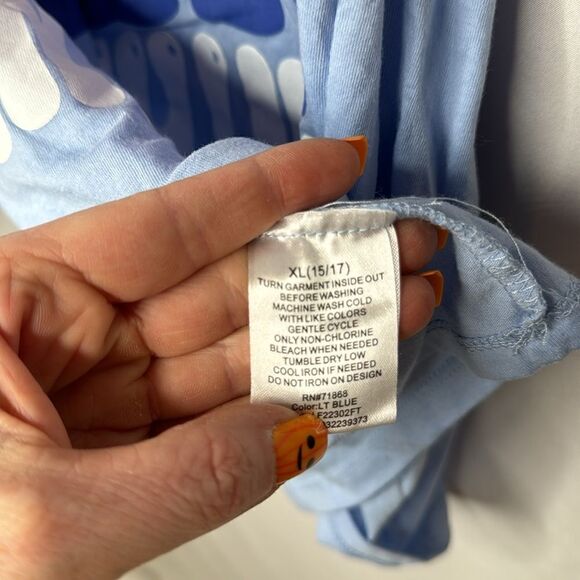 XL(15/17)
TURN GARMENT INSIDE OUT
BEFORE WASHING
MACHINE WASH COLD
WITH LIKE COLORS
GENTLE CYCLE
ONLY NON-CHLORINE
BLEACH WHEN NEEDED
TUMBLE DRY LOW
COOL IRON IF NEEDED
DO NOT IRON ON DESIGN
RN#71868
Color:LT BLUE